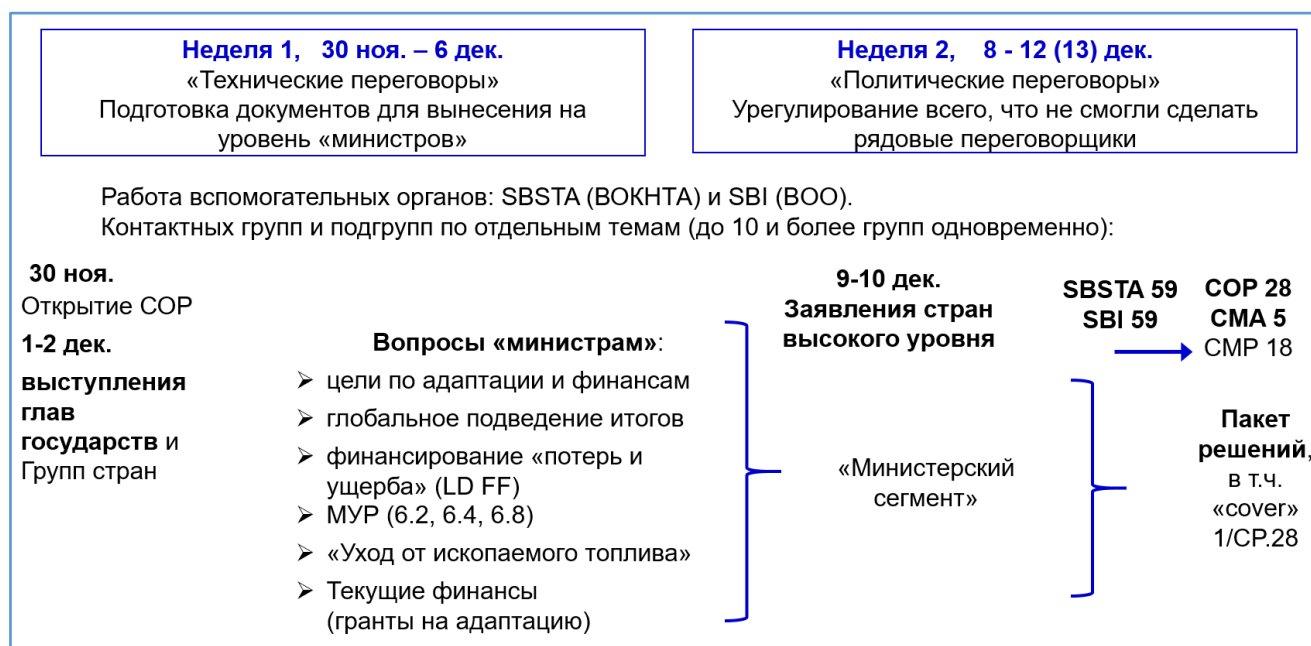 Неделя 1, 30 ноя. – 6 дек.
«Технические переговоры»
Подготовка документов для вынесения на
уровень «министров»
Неделя 2, 8 - 12 (13) дек.
«Политические переговоры»
Урегулирование всего, что не смогли сделать
рядовые переговорщики
Работа вспомогательных органов: SBSTA (ВОКНТА) и SBI (ВОО).
Контактных групп и подгрупп по отдельным темам (до 10 и более групп одновременно):
30 ноя.
Открытие COP
1-2 дек.
выступления
глав
государств и
Групп стран
Вопросы «министрам»:
➢ цели по адаптации и финансам
➢ глобальное подведение итогов
➢ финансирование «потерь и
ущерба» (LD FF)
➢ МУР (6.2, 6.4, 6.8)
➢ «Уход от ископаемого топлива»
➢ Текущие финансы
(гранты на адаптацию)
9-10 дек.
Заявления стран
высокого уровня
«Министерский
сегмент»
SBSTA 59
SBI 59
COP 28
CMA 5
CMP 18
Пакет
решений,
в т.ч.
«cover»
1/CP.28